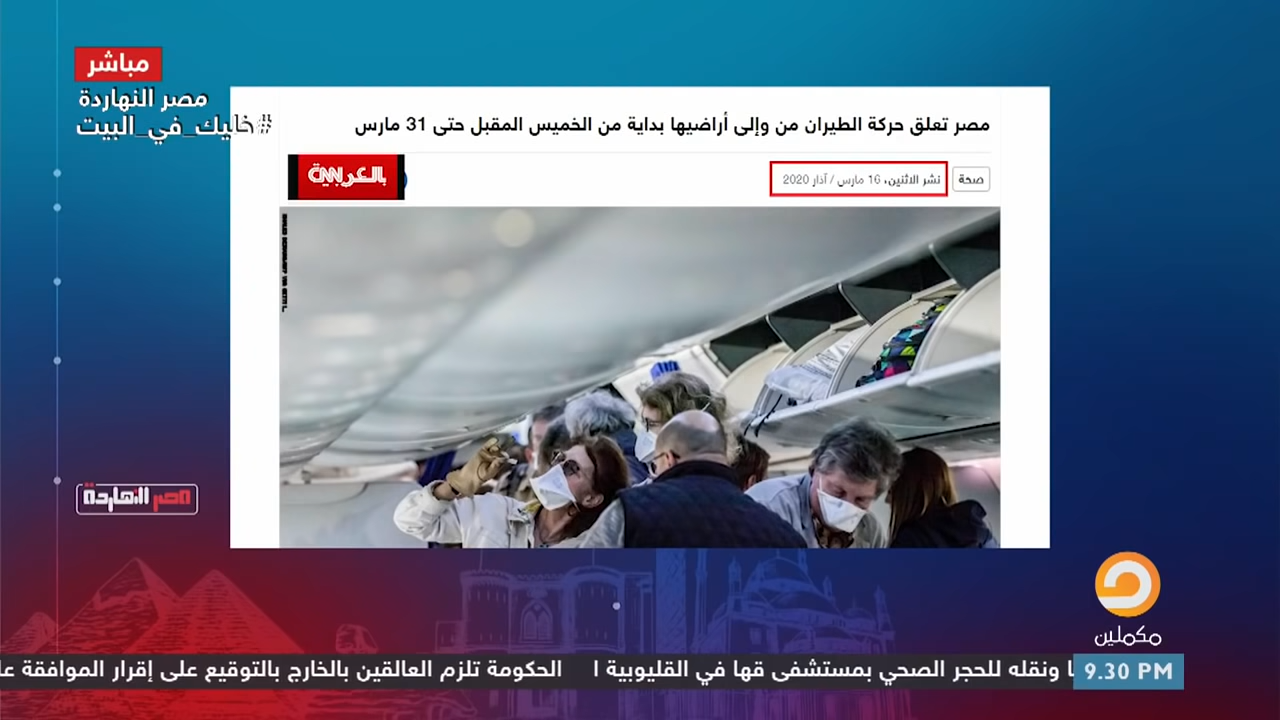 مباشر
مصر النهاردة
#خليك_في_البيت
مصر تعلق حركة الطيران من وإلى أراضيها بداية من الخميس المقبل حتى 31 مارس
صحة
نشر الاثنين، 16 مارس / آذار 2020
بالعربية
مصر النهاردة
مكملين
ا ونقله للحجر الصحي بمستشفى قها في القليوبية ا
الحكومة تلزم العالقين بالخارج بالتوقيع على إقرار الموافقة عل
9.30 PM